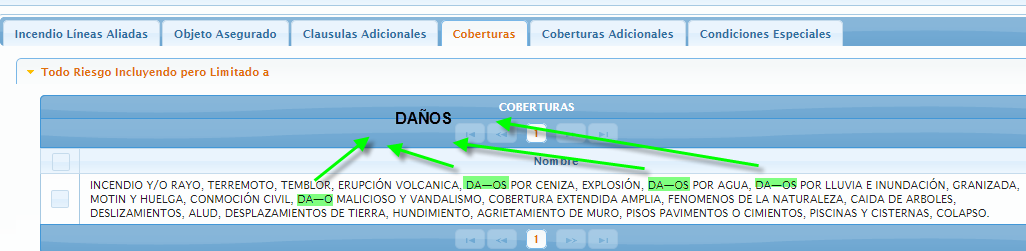 Incendio Líneas Aliadas Objeto Asegurado Clausulas Adicionales Coberturas Coberturas Adicionales Condiciones Especiales
Todo Riesgo Incluyendo pero Limitado a
COBERTURAS
DAÑOS
1
Nombre
INCENDIO Y/O RAYO, TERREMOTO, TEMBLOR, ERUPCIÓN VOLCANICA, DA—OS POR CENIZA, EXPLOSIÓN, DA—OS POR AGUA, DA—OS POR LLUVIA E INUNDACIÓN, GRANIZADA,
MOTIN Y HUELGA, CONMOCIÓN CIVIL, DA—O MALICIOSO Y VANDALISMO, COBERTURA EXTENDIDA AMPLIA, FENOMENOS DE LA NATURALEZA, CAIDA DE ARBOLES,
DESLIZAMIENTOS, ALUD, DESPLAZAMIENTOS DE TIERRA, HUNDIMIENTO, AGRIETAMIENTO DE MURO, PISOS PAVIMENTOS O CIMIENTOS, PISCINAS Y CISTERNAS, COLAPSO.
1